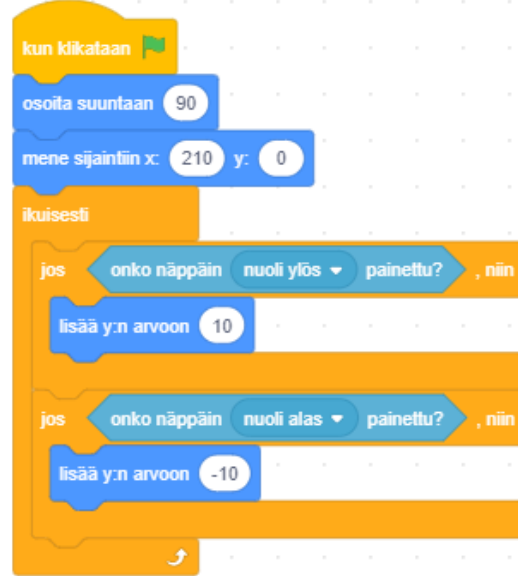 kun klikataan
osoita suuntaan 90
mene sijaintiin x: 210 y: 0
ikuisesti
jos onko näppäin nuoli ylös painettu? , niin
lisää y:n arvoon 10
jos onko näppäin nuoli alas painettu? , niin
lisää y:n arvoon -10